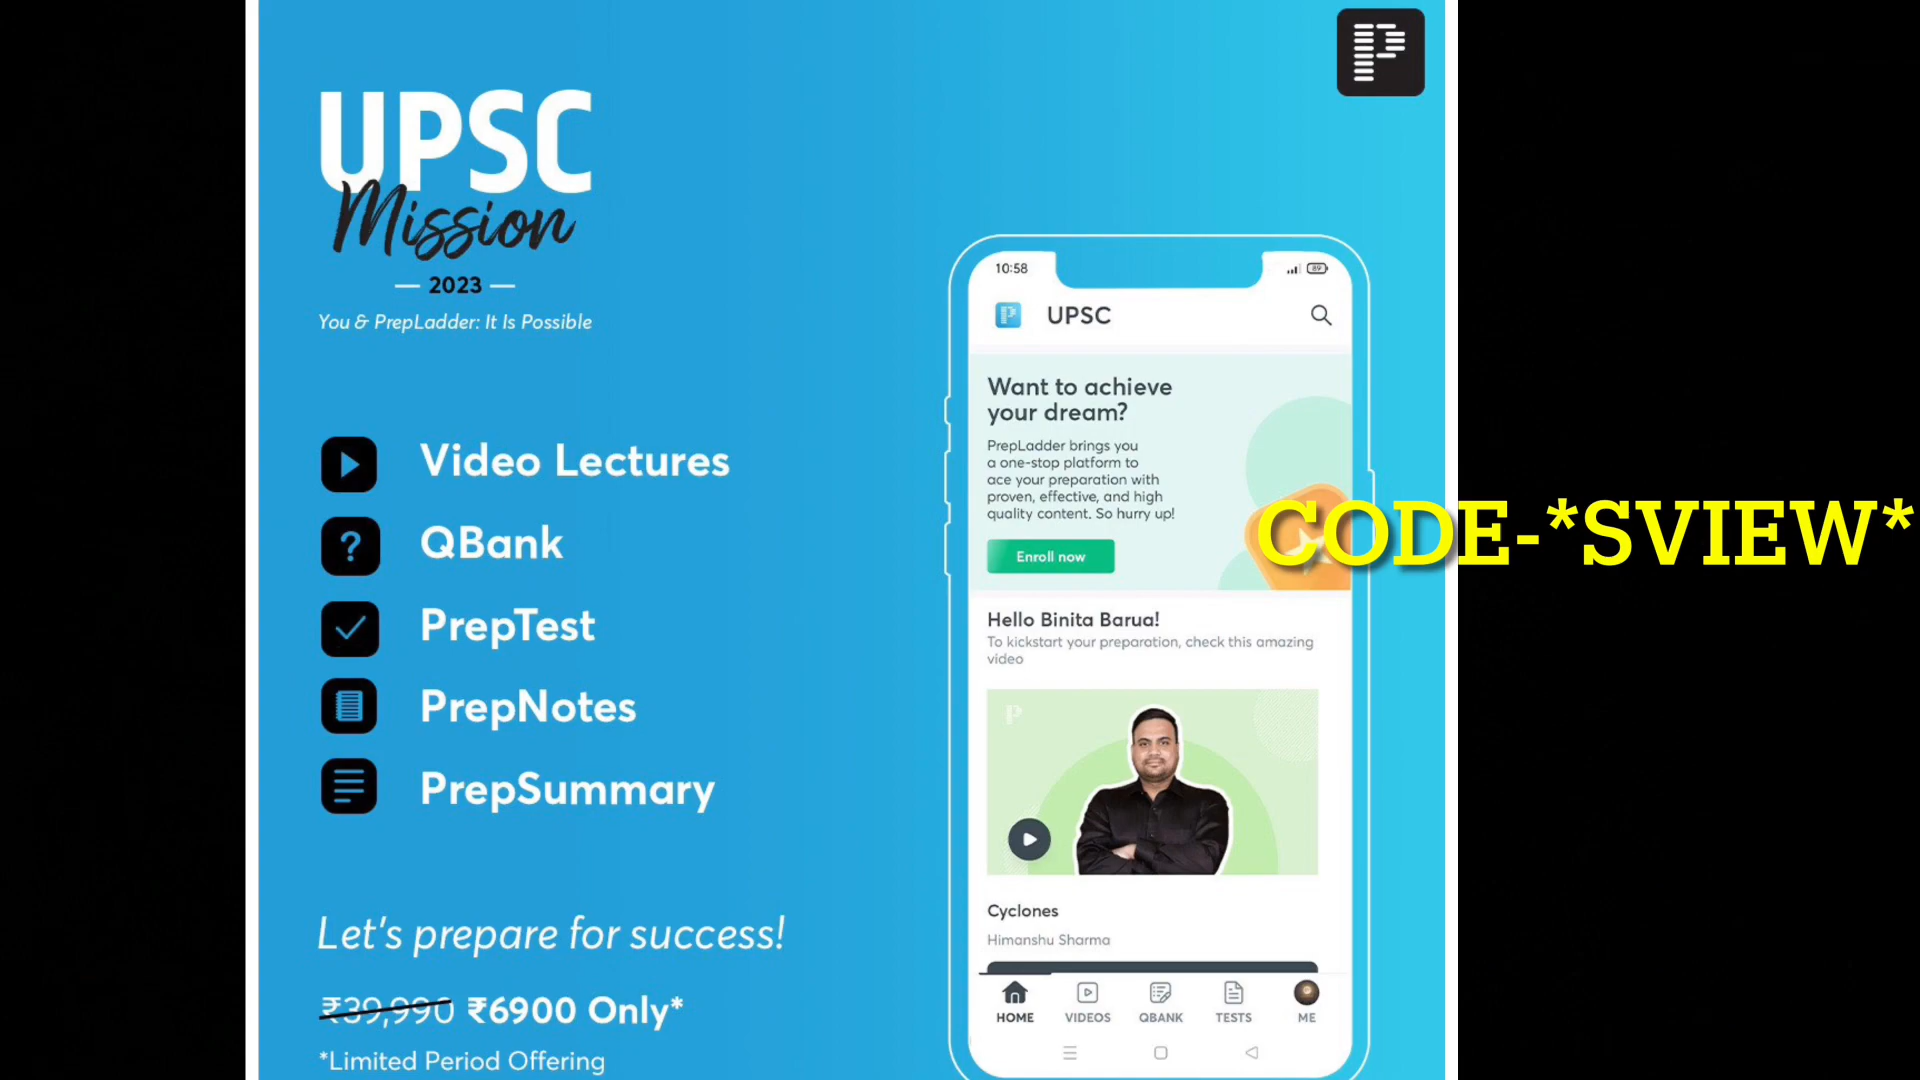 UPSC
Mission
2023
You & PrepLadder: It Is Possible
Video Lectures
QBank
PrepTest
PrepNotes
PrepSummary
Let's prepare for success!
₹39,990 ₹6900 Only*
*Limited Period Offering
P
10:58
89
UPSC
Want to achieve
your dream?
PrepLadder brings you
a one-stop platform to
ace your preparation with
proven, effective, and high
quality content. So hurry up!
Enroll now
CODE-*SVIEW*
Hello Binita Barua!
To kickstart your preparation, check this amazing
video
Cyclones
Himanshu Sharma
HOME VIDEOS QBANK TESTS ME